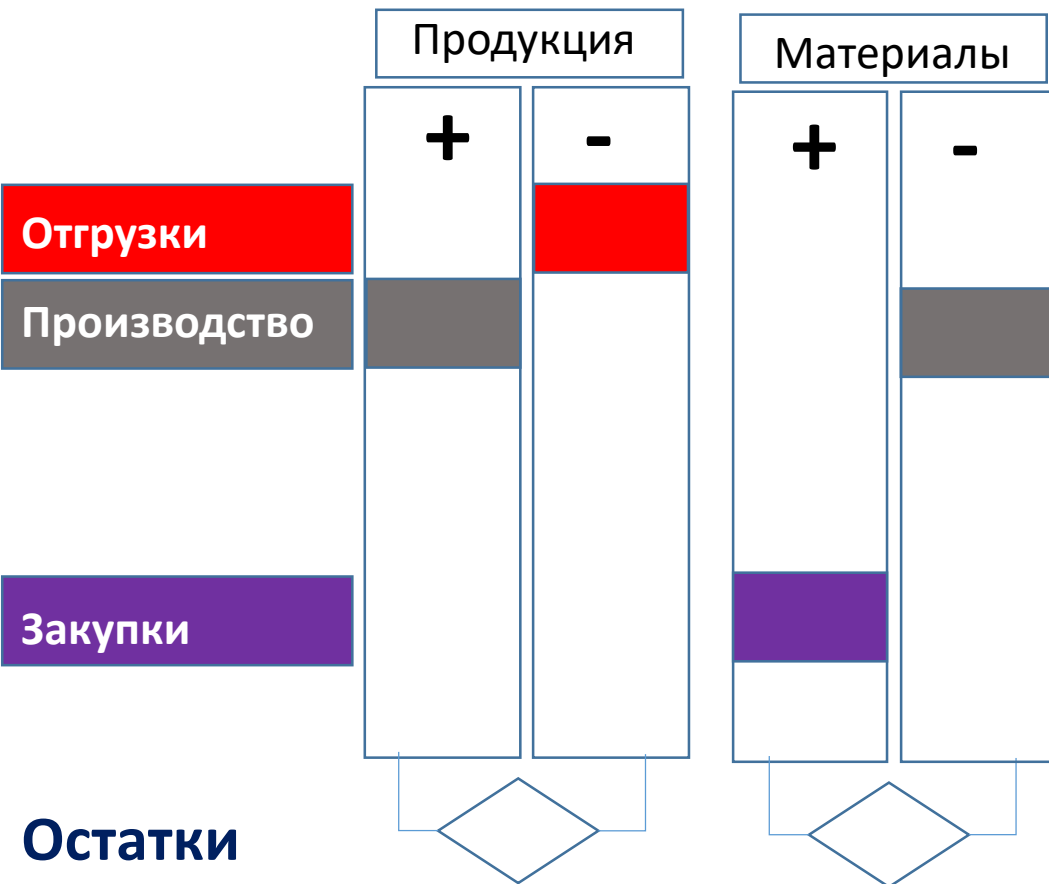 Продукция
Материалы
+ - + -
Отгрузки
Производство
Закупки
Остатки